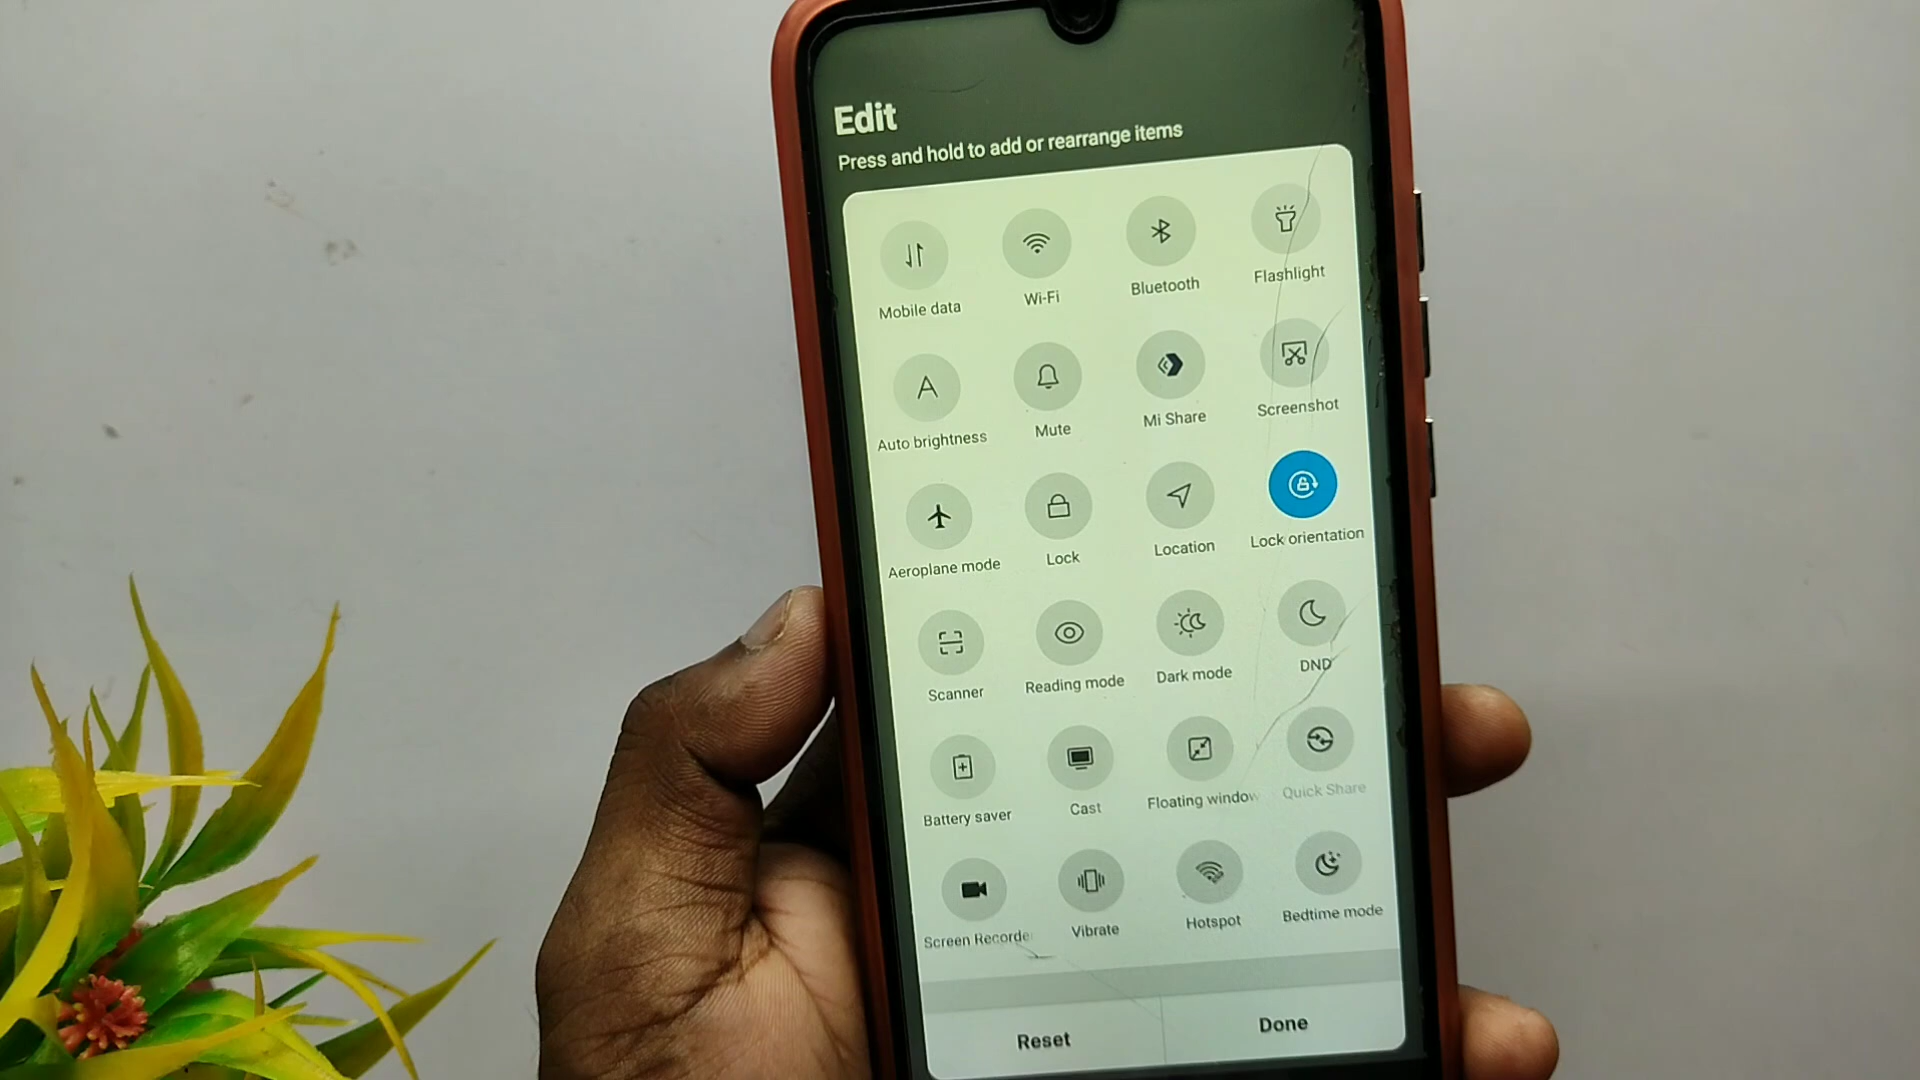 Edit
Press and hold to add or rearrange items
Mobile data
Wi-Fi
Bluetooth
Flashlight
Auto brightness
Mute
Mi Share
Screenshot
Aeroplane mode
Lock
Location
Lock orientation
Scanner
Reading mode
Dark mode
DND
Battery saver
Cast
Floating window
Quick Share
Screen Recorde
Vibrate
Hotspot
Bedtime mode
Reset
Done